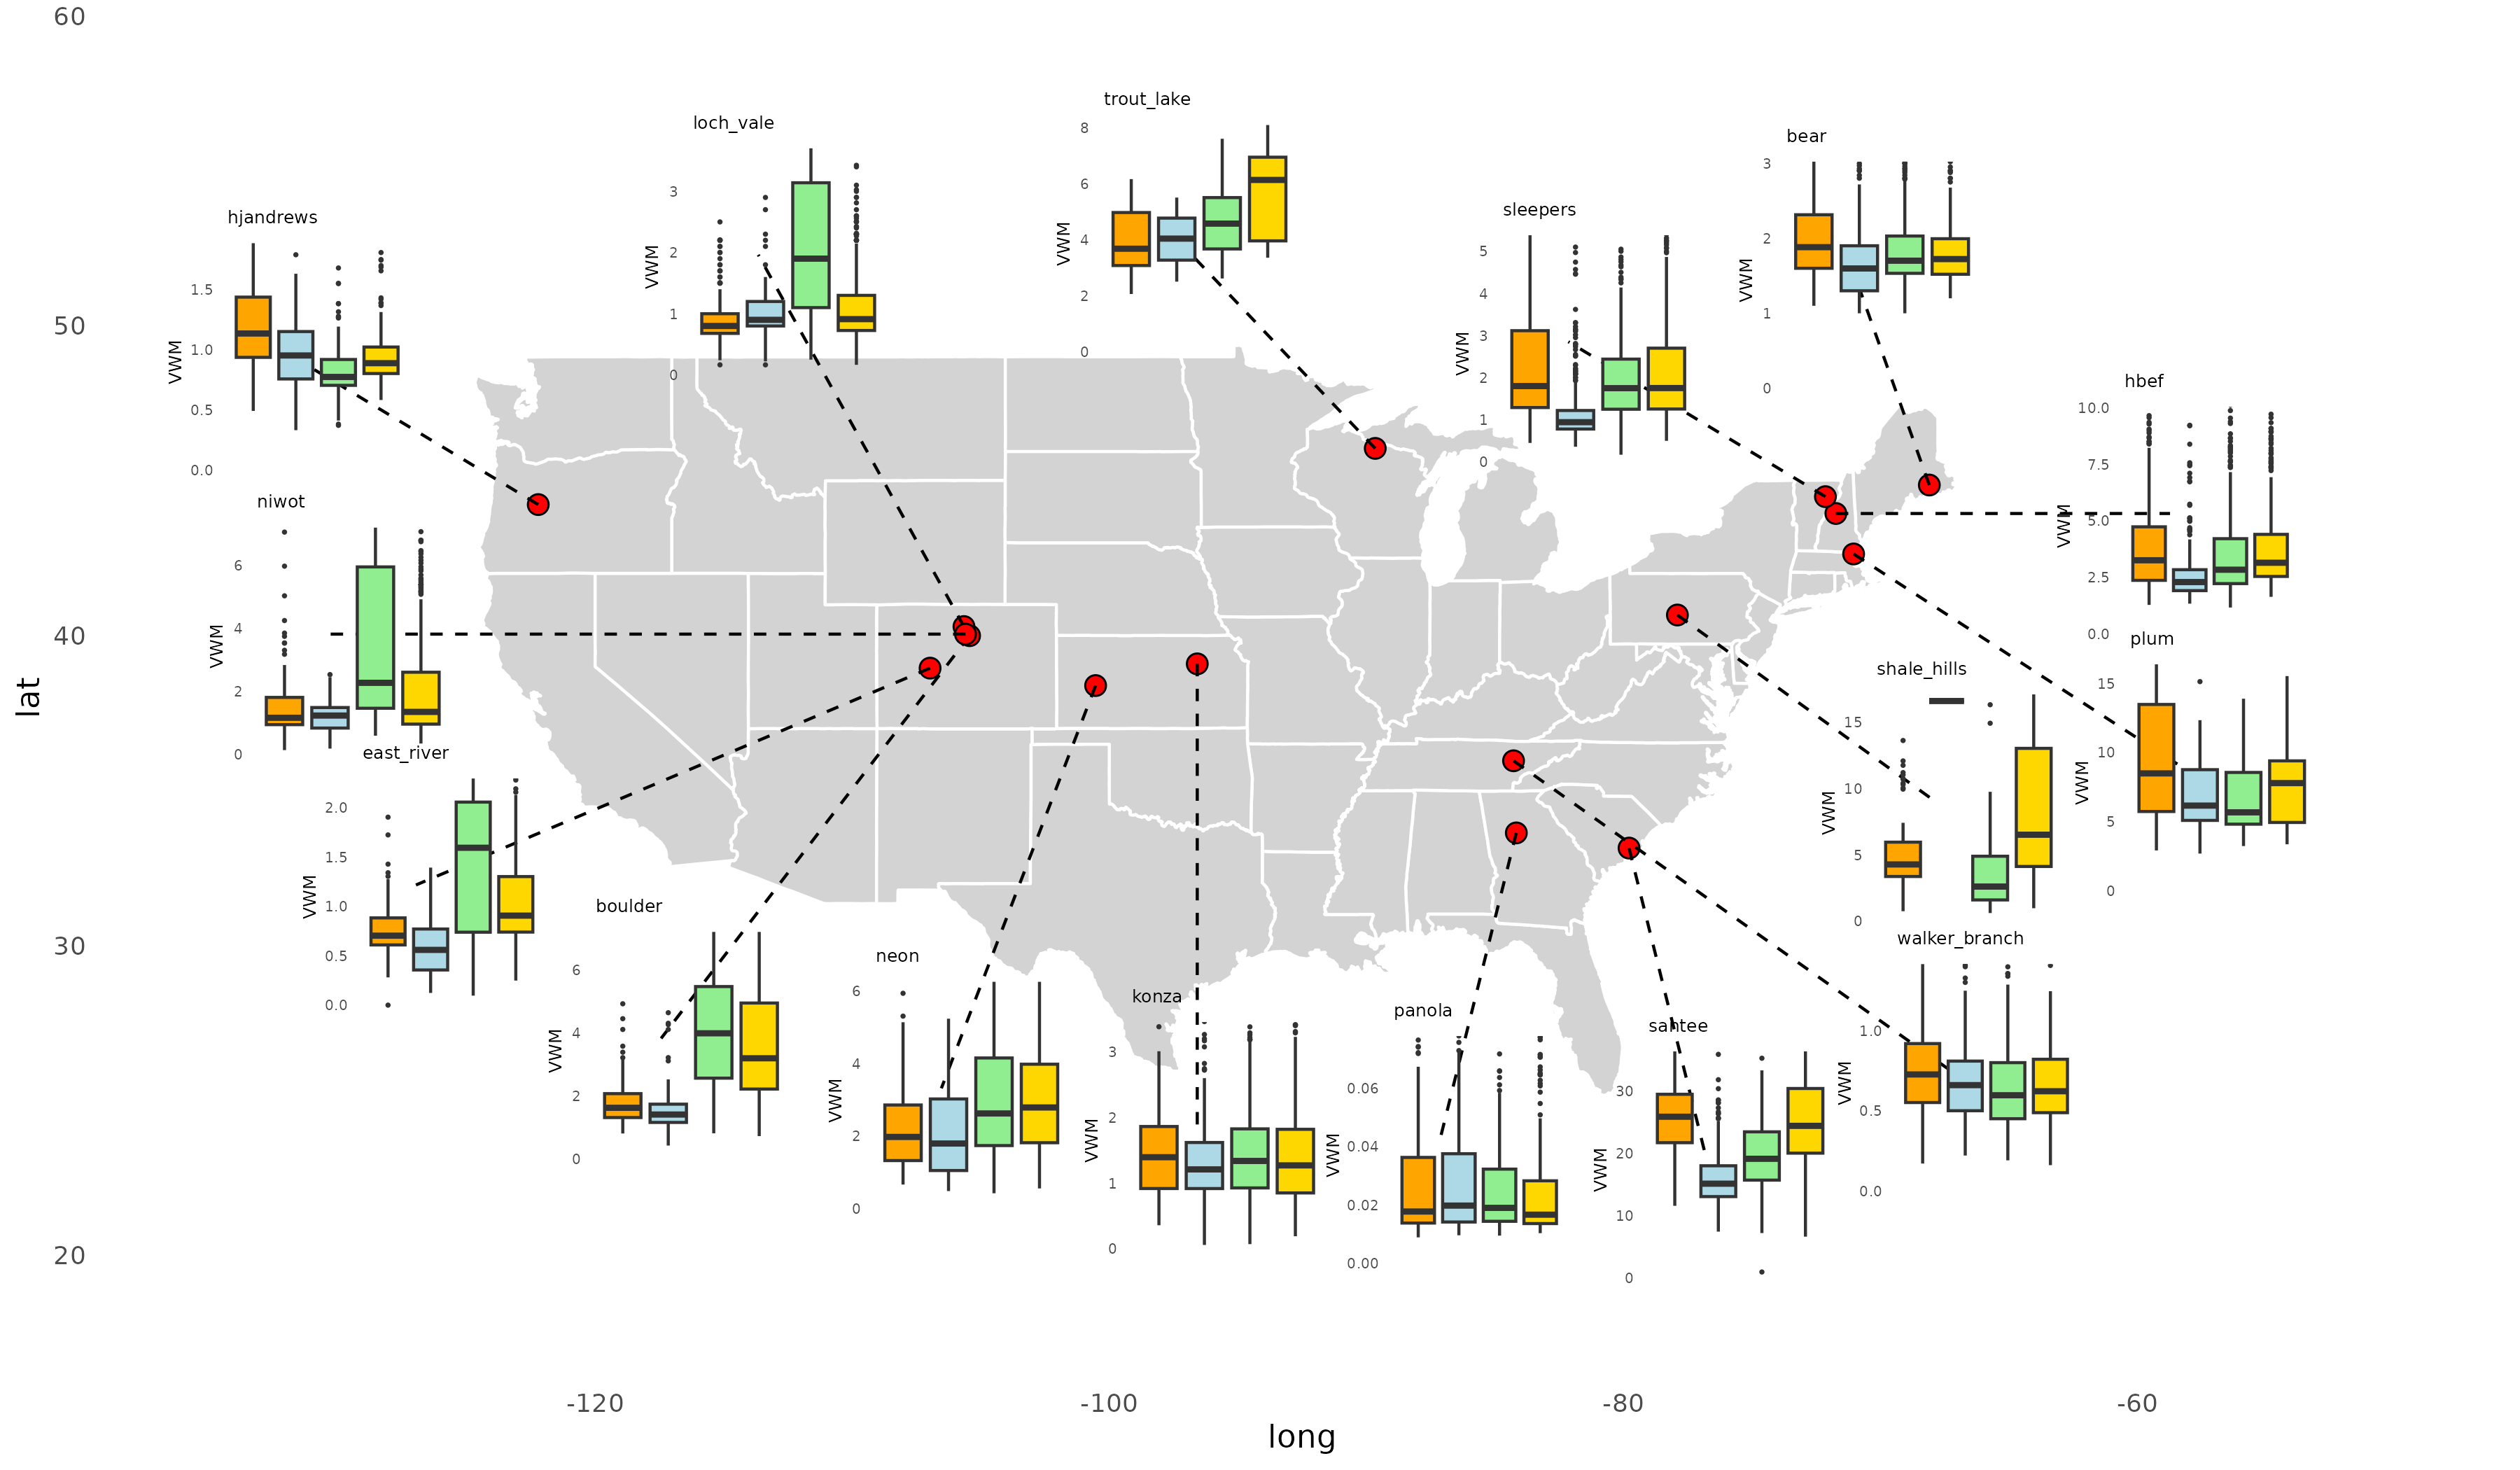 60
50
40
30
20
lat
-120
-100
-80
-60
long
hjandrews
VWM
1.5
1.0
0.5
0.0
loch_vale
VWM
3
2
1
0
trout_lake
VWM
8
6
4
2
0
sleepers
VWM
5
4
3
2
1
0
bear
VWM
3
2
1
0
hbef
VWM
10.0
7.5
5.0
2.5
0.0
niwot
VWM
6
4
2
0
plum
VWM
15
10
5
0
shale_hills
VWM
15
10
5
0
east_river
VWM
2.0
1.5
1.0
0.5
0.0
boulder
VWM
6
4
2
0
neon
VWM
6
4
2
0
konza
VWM
3
2
1
0
panola
VWM
0.06
0.04
0.02
0.00
santee
VWM
30
20
10
0
walker_branch
VWM
1.0
0.5
0.0